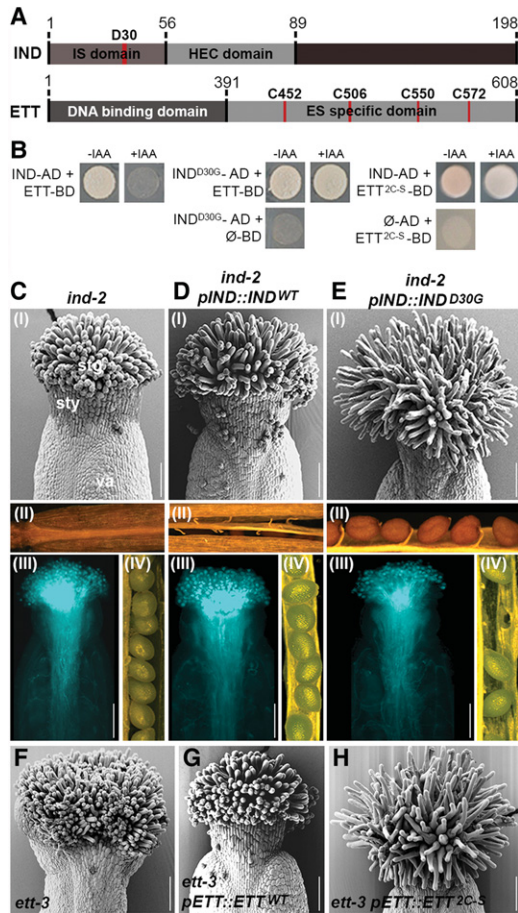 A
1 56 89 198
D30
IND IS domain HEC domain
1 391 608
C452 C506 C550 C572
ETT DNA binding domain ES specific domain
B
-IAA +IAA
IND-AD +
ETT-BD
-IAA +IAA
IND^D30G- AD +
ETT-BD
IND^D30G- AD +
Ø-BD
-IAA +IAA
IND-AD +
ETT^2C-S-BD
Ø-AD +
ETT^2C-S-BD
C ind-2
(I)
sti
sty
va
(II)
(III)
(IV)
D ind-2
pIND::IND^WT
(I)
(II)
(III)
(IV)
E ind-2
pIND::IND^D30G
(I)
(II)
(III)
(IV)
F
ett-3
G
ett-3
pETT::ETT^WT
H
ett-3 pETT::ETT^2C-S